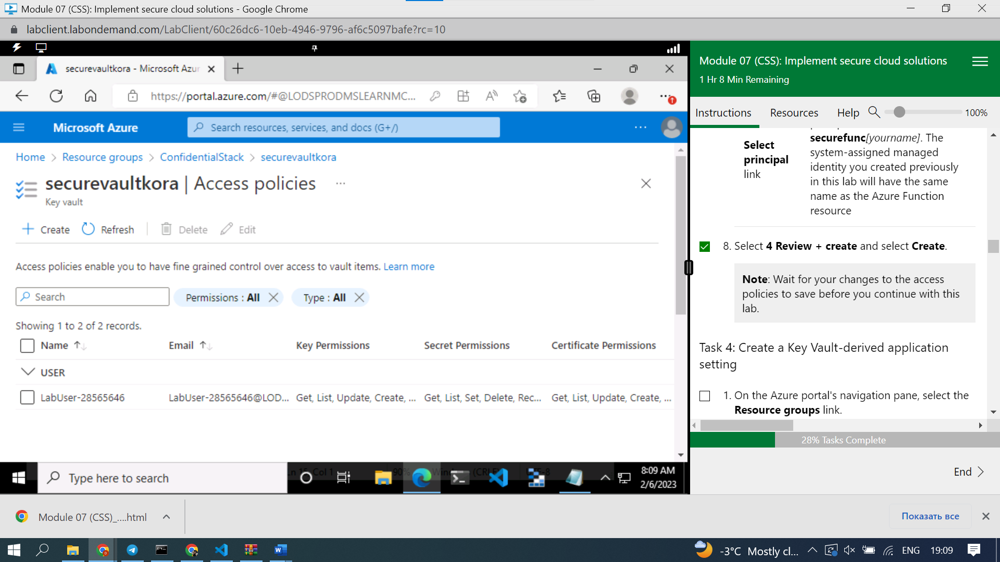 Module 07 (CSS): Implement secure cloud solutions - Google Chrome
labclient.labondemand.com/LabClient/60c26dc6-10eb-4946-9796-af6c5097bafe?rc=10
securevaultkora - Microsoft Azur
https://portal.azure.com/#@LODSPRODMSLEARNMC...
Microsoft Azure
Search resources, services, and docs (G+/)
Home > Resource groups > ConfidentialStack > securevaultkora
securevaultkora | Access policies ...
Key vault
Create
Refresh
Delete
Edit
Access policies enable you to have fine grained control over access to vault items. Learn more
Search
Permissions : All
Type : All
Showing 1 to 2 of 2 records.
Name Email Key Permissions Secret Permissions Certificate Permissions
USER
LabUser-28565646 LabUser-28565646@LOD... Get, List, Update, Create, ... Get, List, Set, Delete, Rec... Get, List, Update, Create, ...
Type here to search
Ln 15, Col 1
90%
(CRLF)
8:09 AM
2/6/2023
Module 07 (CSS): Implement secure cloud solutions
1 Hr 8 Min Remaining
Instructions
Resources
Help
100%
Select
principal
link
securefunc[yourname]. The
system-assigned managed
identity you created previously
in this lab will have the same
name as the Azure Function
resource
8. Select 4 Review + create and select Create.
Note: Wait for your changes to the access
policies to save before you continue with this
lab.
Task 4: Create a Key Vault-derived application
setting
1. On the Azure portal's navigation pane, select the
Resource groups link.
28% Tasks Complete
End
Module 07 (CSS)_....html
Показать все
-3°C Mostly cl...
ENG
19:09